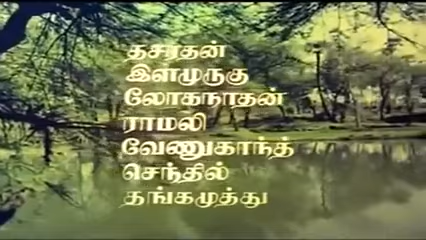 தசரதன்
இளமுருகு
லோகநாதன்
ராமலி
வேணுகாந்த்
செந்தில்
தங்கமுத்து